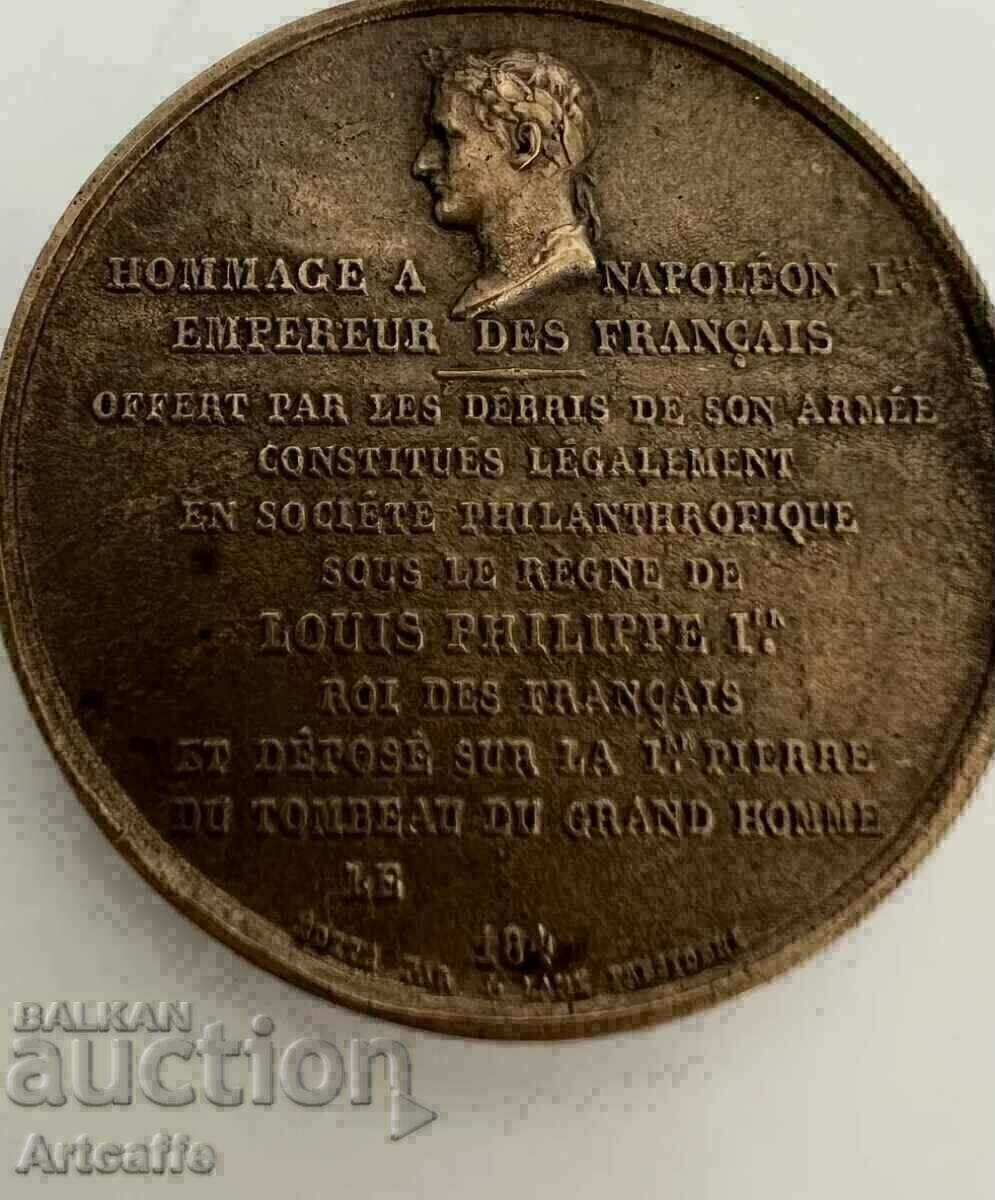 HOMMAGE A NAPOLÉON Iᵉʳ
EMPEREUR DES FRANÇAIS
OFFERT PAR LES DÉBRIS DE SON ARMÉE
CONSTITUÉS LÉGALEMENT
EN SOCIÉTÉ PHILANTHROPIQUE
SOUS LE RÈGNE DE
LOUIS PHILIPPE Iᵉʳ
ROI DES FRANÇAIS
ET DÉPOSÉ SUR LA 1ʳᵉ PIERRE
DU TOMBEAU DU GRAND HOMME
LE
184
BALKAN
auction
Artcaffe